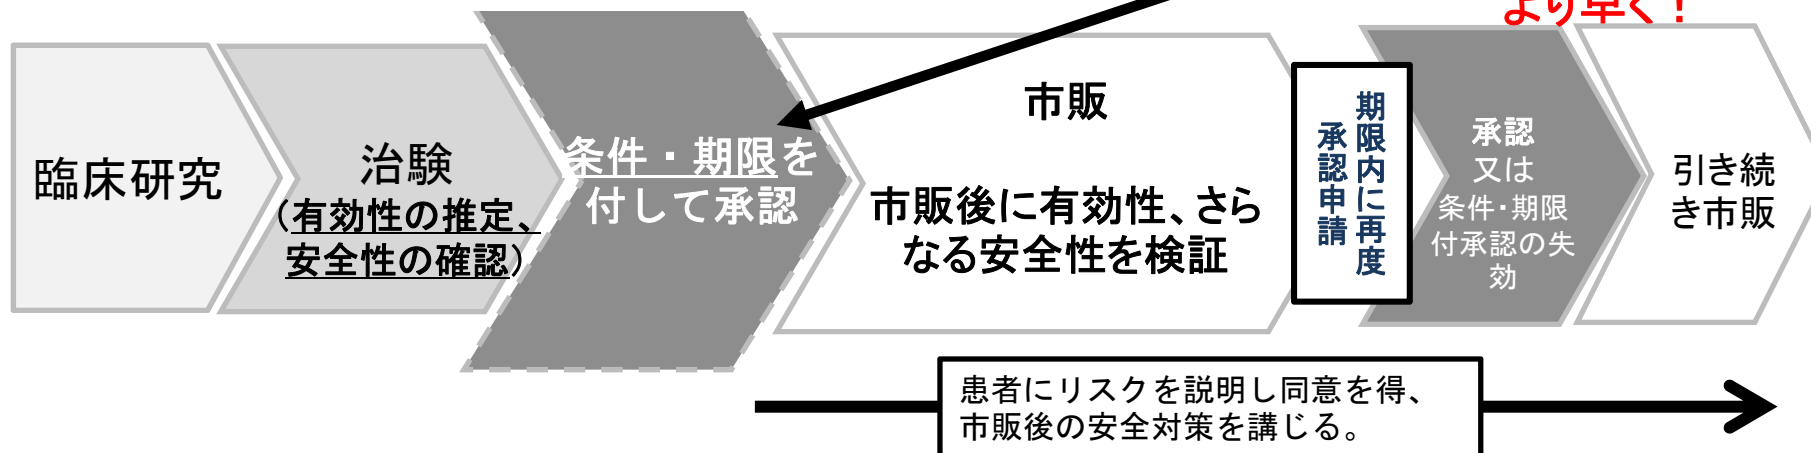 より早く！
臨床研究
治験
（有効性の推定、
安全性の確認）
条件・期限を
付して承認
市販
市販後に有効性、さら
なる安全性を検証
期限内に再度
承認申請
承認
又は
条件・期限
付承認の失
効
引き続
き市販
患者にリスクを説明し同意を得、
市販後の安全対策を講じる。